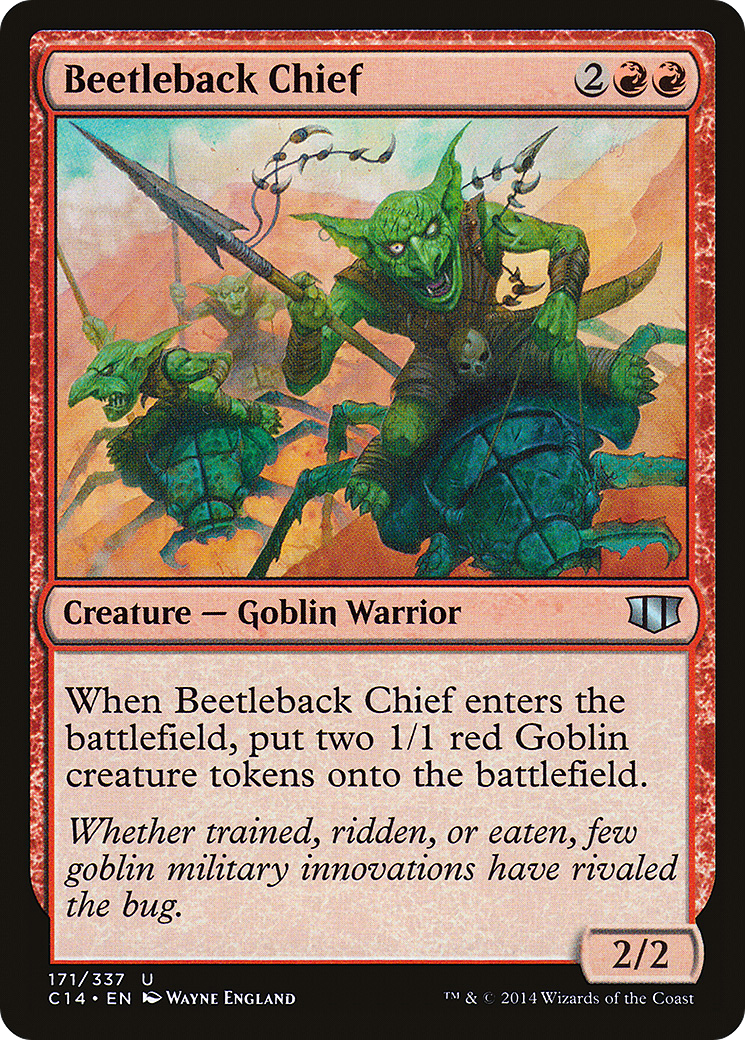 Beetleback Chief 2
Creature — Goblin Warrior
When Beetleback Chief enters the
battlefield, put two 1/1 red Goblin
creature tokens onto the battlefield.
Whether trained, ridden, or eaten, few
goblin military innovations have rivaled
the bug.
2/2
171/337 U
C14 • EN Wayne England
™ & © 2014 Wizards of the Coast